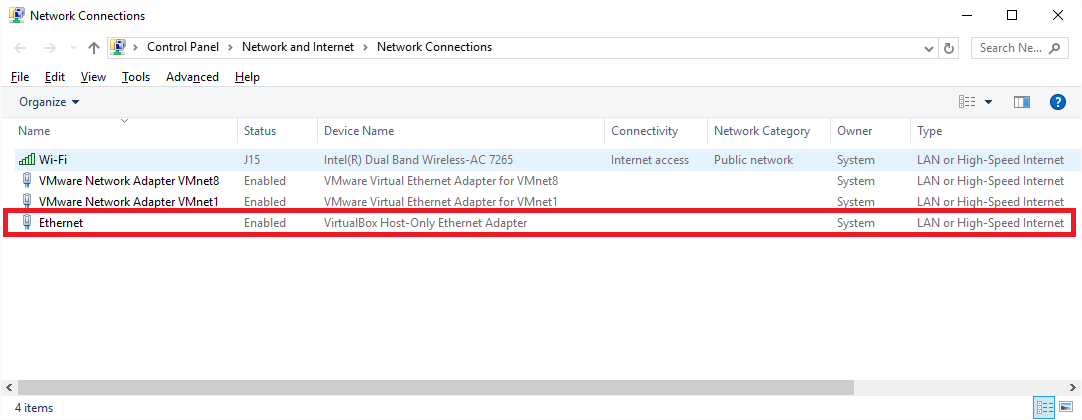 Network Connections
Control Panel > Network and Internet > Network Connections
Search Ne...
File Edit View Tools Advanced Help
Organize
Name Status Device Name Connectivity Network Category Owner Type
Wi-Fi J15 Intel(R) Dual Band Wireless-AC 7265 Internet access Public network System LAN or High-Speed Internet
VMware Network Adapter VMnet8 Enabled VMware Virtual Ethernet Adapter for VMnet8 System LAN or High-Speed Internet
VMware Network Adapter VMnet1 Enabled VMware Virtual Ethernet Adapter for VMnet1 System LAN or High-Speed Internet
Ethernet Enabled VirtualBox Host-Only Ethernet Adapter System LAN or High-Speed Internet
4 items